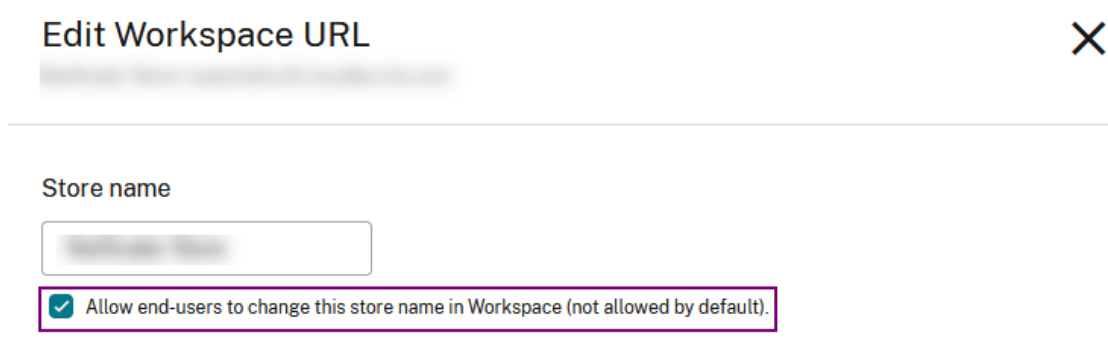 Edit Workspace URL
Store name
Allow end-users to change this store name in Workspace (not allowed by default).